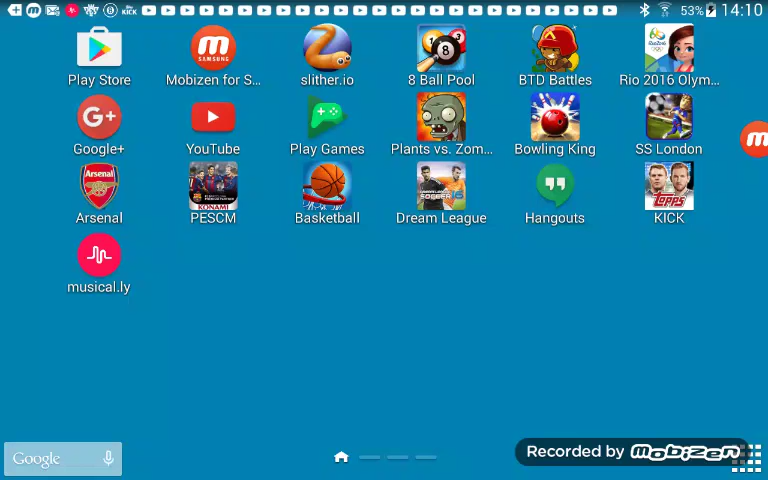 KICK 53% 14:10
Play Store Mobizen for S... slither.io 8 Ball Pool BTD Battles Rio 2016 Olym...
Google+ YouTube Play Games Plants vs. Zom... Bowling King SS London
Arsenal PESCM Basketball Dream League Hangouts KICK
musical.ly
Google
Recorded by mobizen